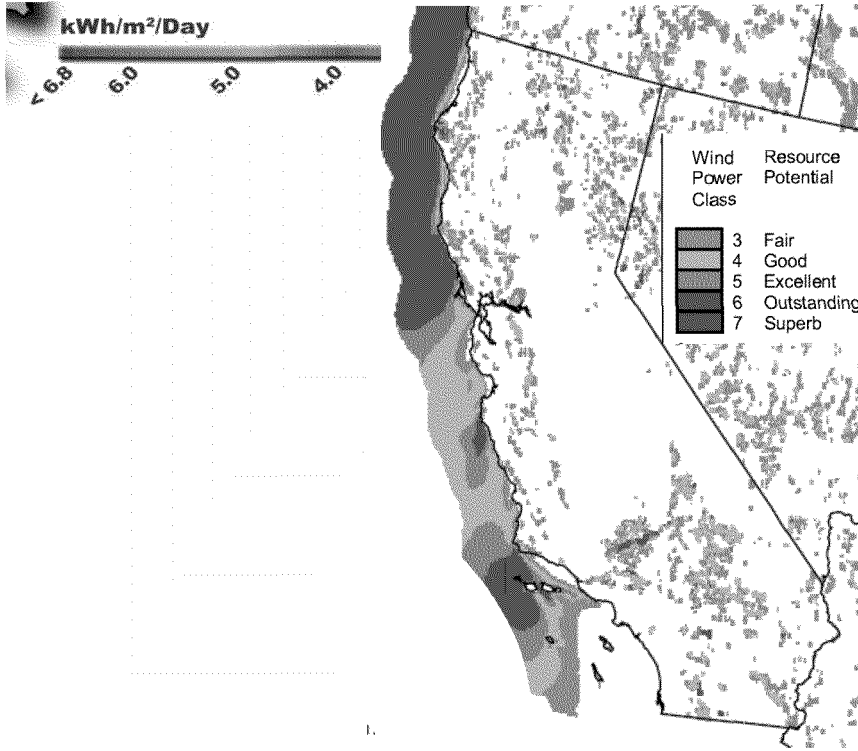 kWh/m²/Day
< 6.8 6.0 5.0 4.0
Wind Resource
Power Potential
Class
3 Fair
4 Good
5 Excellent
6 Outstanding
7 Superb